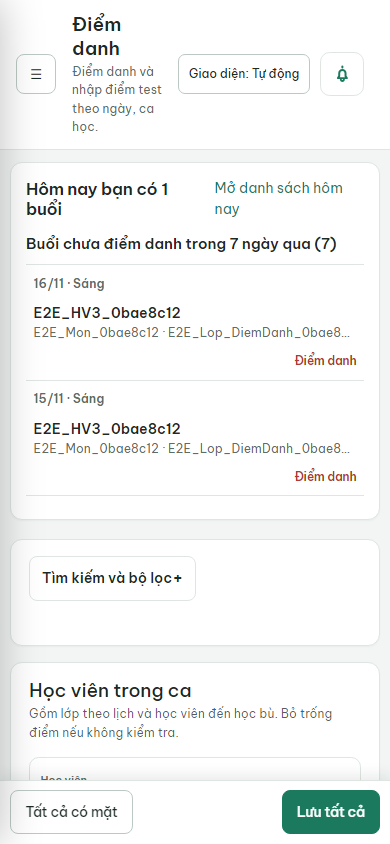 Điểm
danh
Điểm danh và
nhập điểm test
theo ngày, ca
học.
☰
Giao diện: Tự động
Hôm nay bạn có 1
buổi
Mở danh sách hôm
nay
Buổi chưa điểm danh trong 7 ngày qua (7)
16/11 · Sáng
E2E_HV3_0bae8c12
E2E_Mon_0bae8c12 · E2E_Lop_DiemDanh_0bae8...
Điểm danh
15/11 · Sáng
E2E_HV3_0bae8c12
E2E_Mon_0bae8c12 · E2E_Lop_DiemDanh_0bae8...
Điểm danh
Tìm kiếm và bộ lọc+
Học viên trong ca
Gồm lớp theo lịch và học viên đến học bù. Bỏ trống
điểm nếu không kiểm tra.
Học viên
Tất cả có mặt
Lưu tất cả